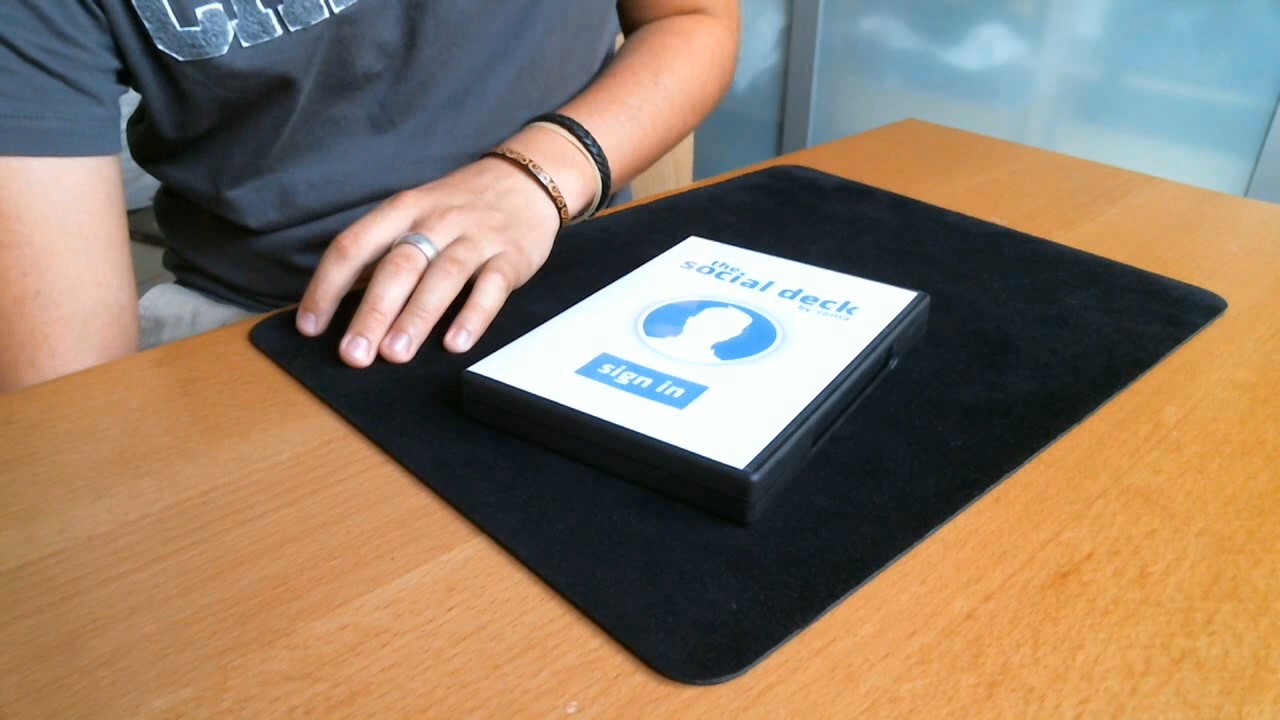 the
social deck
sign in